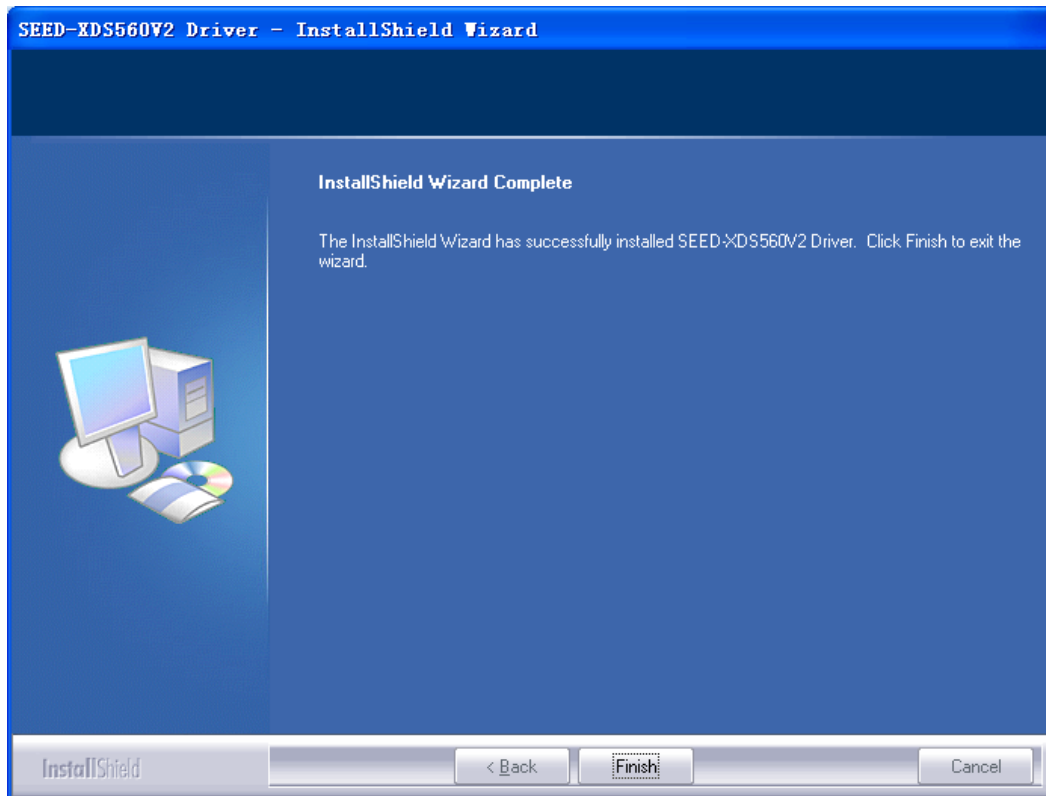 SEED-XDS560V2 Driver - InstallShield Wizard
InstallShield Wizard Complete
The InstallShield Wizard has successfully installed SEED-XDS560V2 Driver. Click Finish to exit the
wizard.
InstallShield
< Back
Finish
Cancel